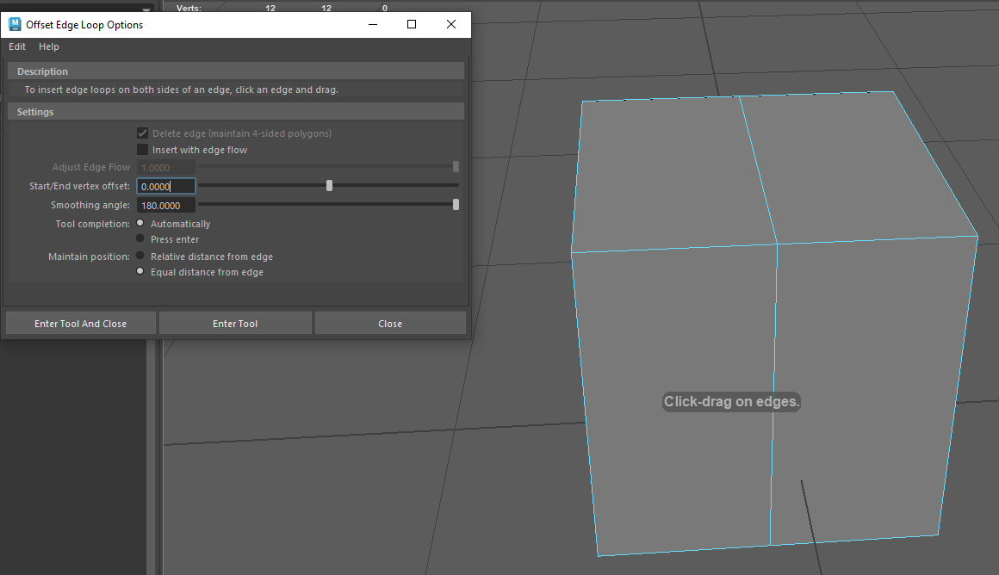 Verts: 12 12 0
Offset Edge Loop Options
Edit Help
Description
To insert edge loops on both sides of an edge, click an edge and drag.
Settings
Delete edge (maintain 4-sided polygons)
Insert with edge flow
Adjust Edge Flow 1.0000
Start/End vertex offset: 0.0000
Smoothing angle: 180.0000
Tool completion: Automatically
Press enter
Maintain position: Relative distance from edge
Equal distance from edge
Enter Tool And Close Enter Tool Close
Click-drag on edges.